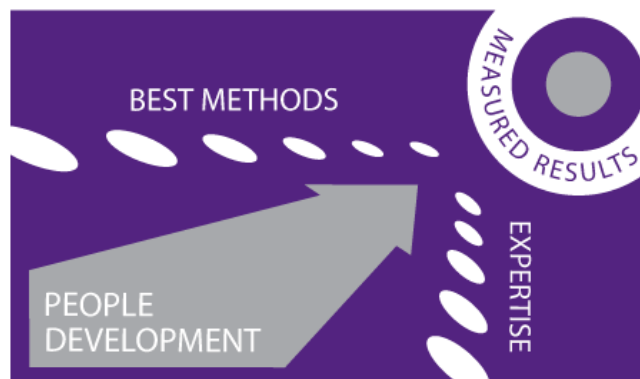 BEST METHODS
MEASURED RESULTS
EXPERTISE
PEOPLE
DEVELOPMENT